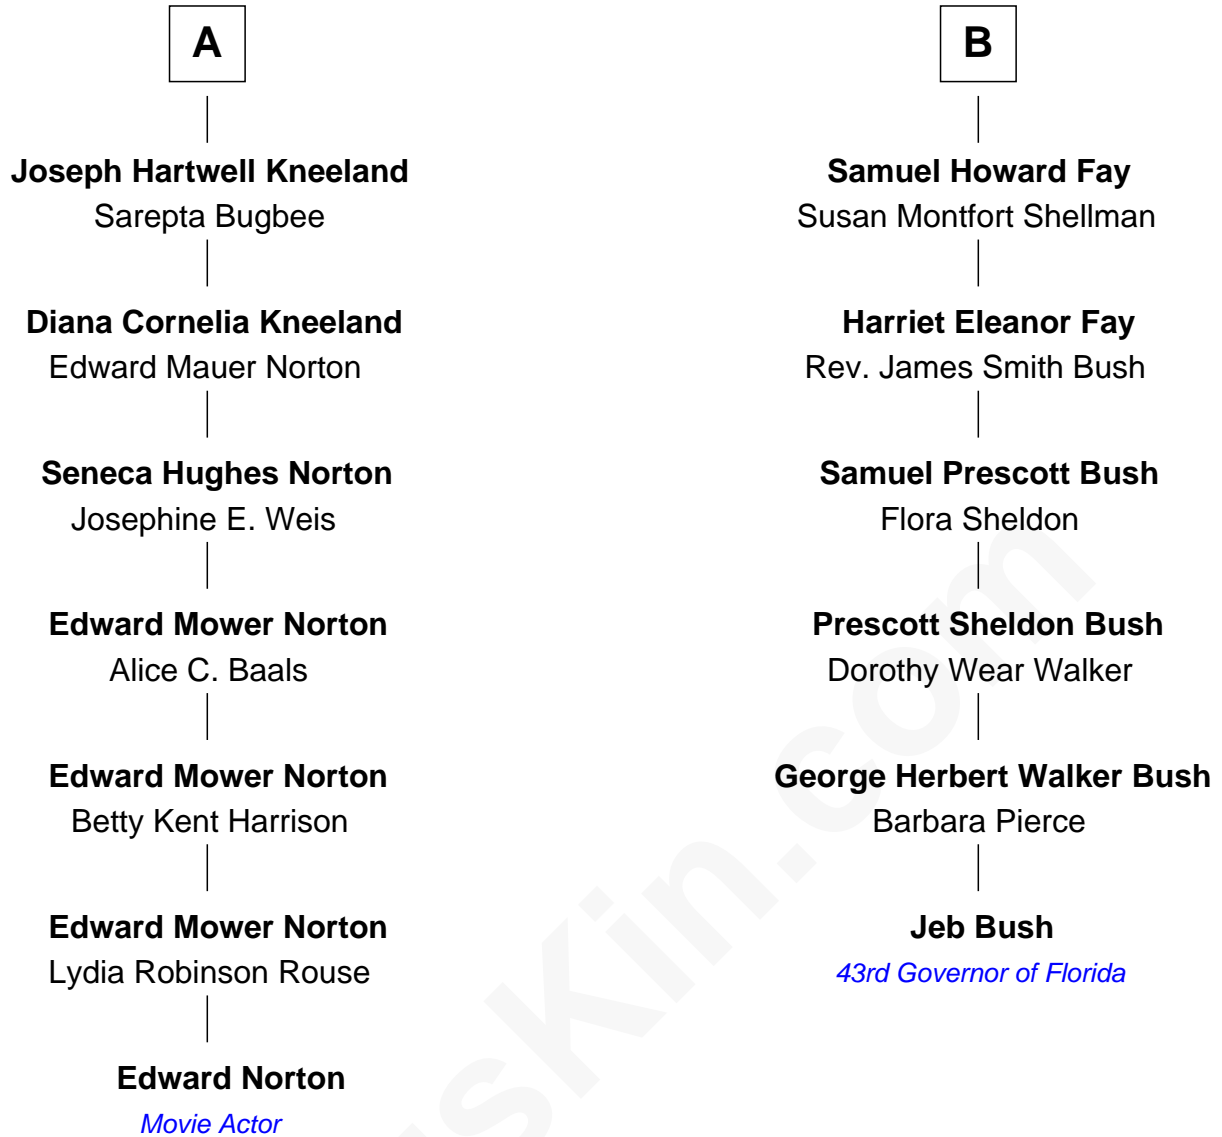 A
Joseph Hartwell Kneeland
Sarepta Bugbee
Diana Cornelia Kneeland
Edward Mauer Norton
Seneca Hughes Norton
Josephine E. Weis
Edward Mower Norton
Alice C. Baals
Edward Mower Norton
Betty Kent Harrison
Edward Mower Norton
Lydia Robinson Rouse
Edward Norton
Movie Actor
B
Samuel Howard Fay
Susan Montfort Shellman
Harriet Eleanor Fay
Rev. James Smith Bush
Samuel Prescott Bush
Flora Sheldon
Prescott Sheldon Bush
Dorothy Wear Walker
George Herbert Walker Bush
Barbara Pierce
Jeb Bush
43rd Governor of Florida
usKin.com